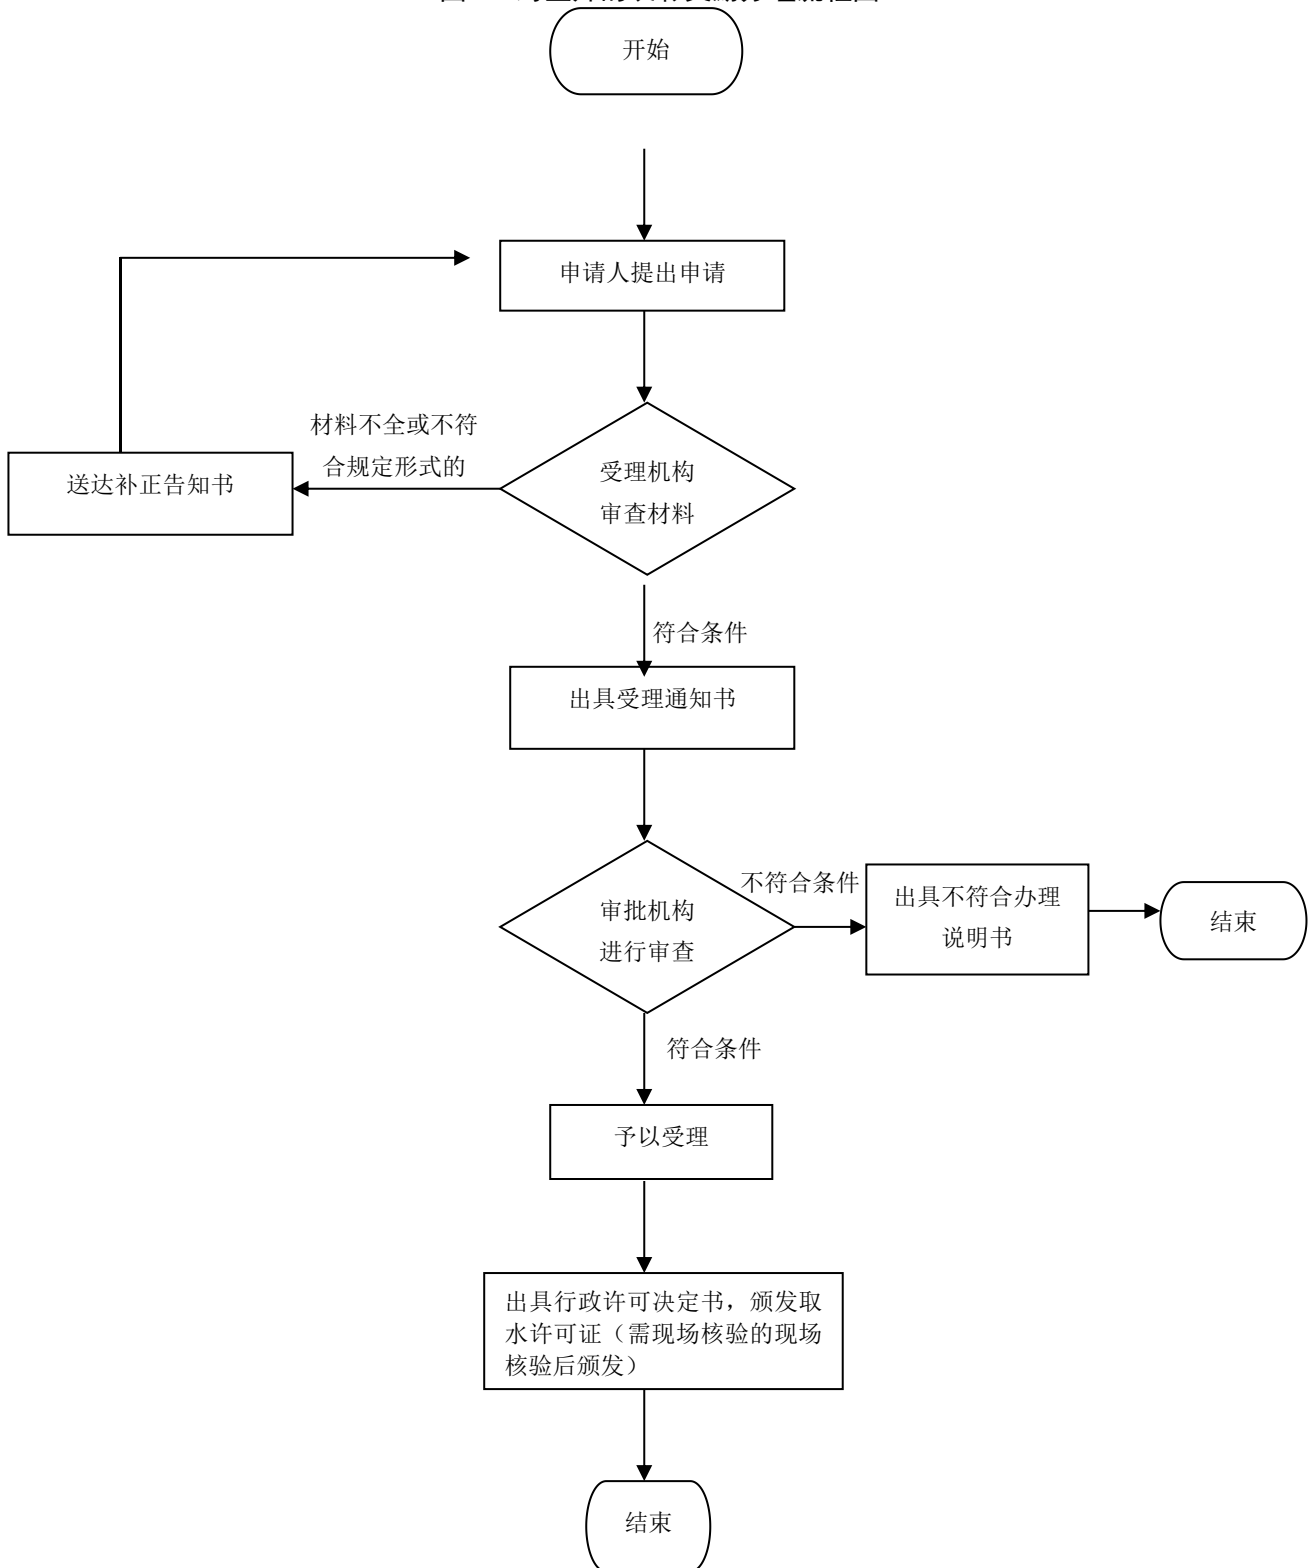 开始
申请人提出申请
材料不全或不符
合规定形式的
送达补正告知书
受理机构
审查材料
符合条件
出具受理通知书
不符合条件
审批机构
进行审查
出具不符合办理
说明书
结束
符合条件
予以受理
出具行政许可决定书，颁发取
水许可证（需现场核验的现场
核验后颁发）
结束